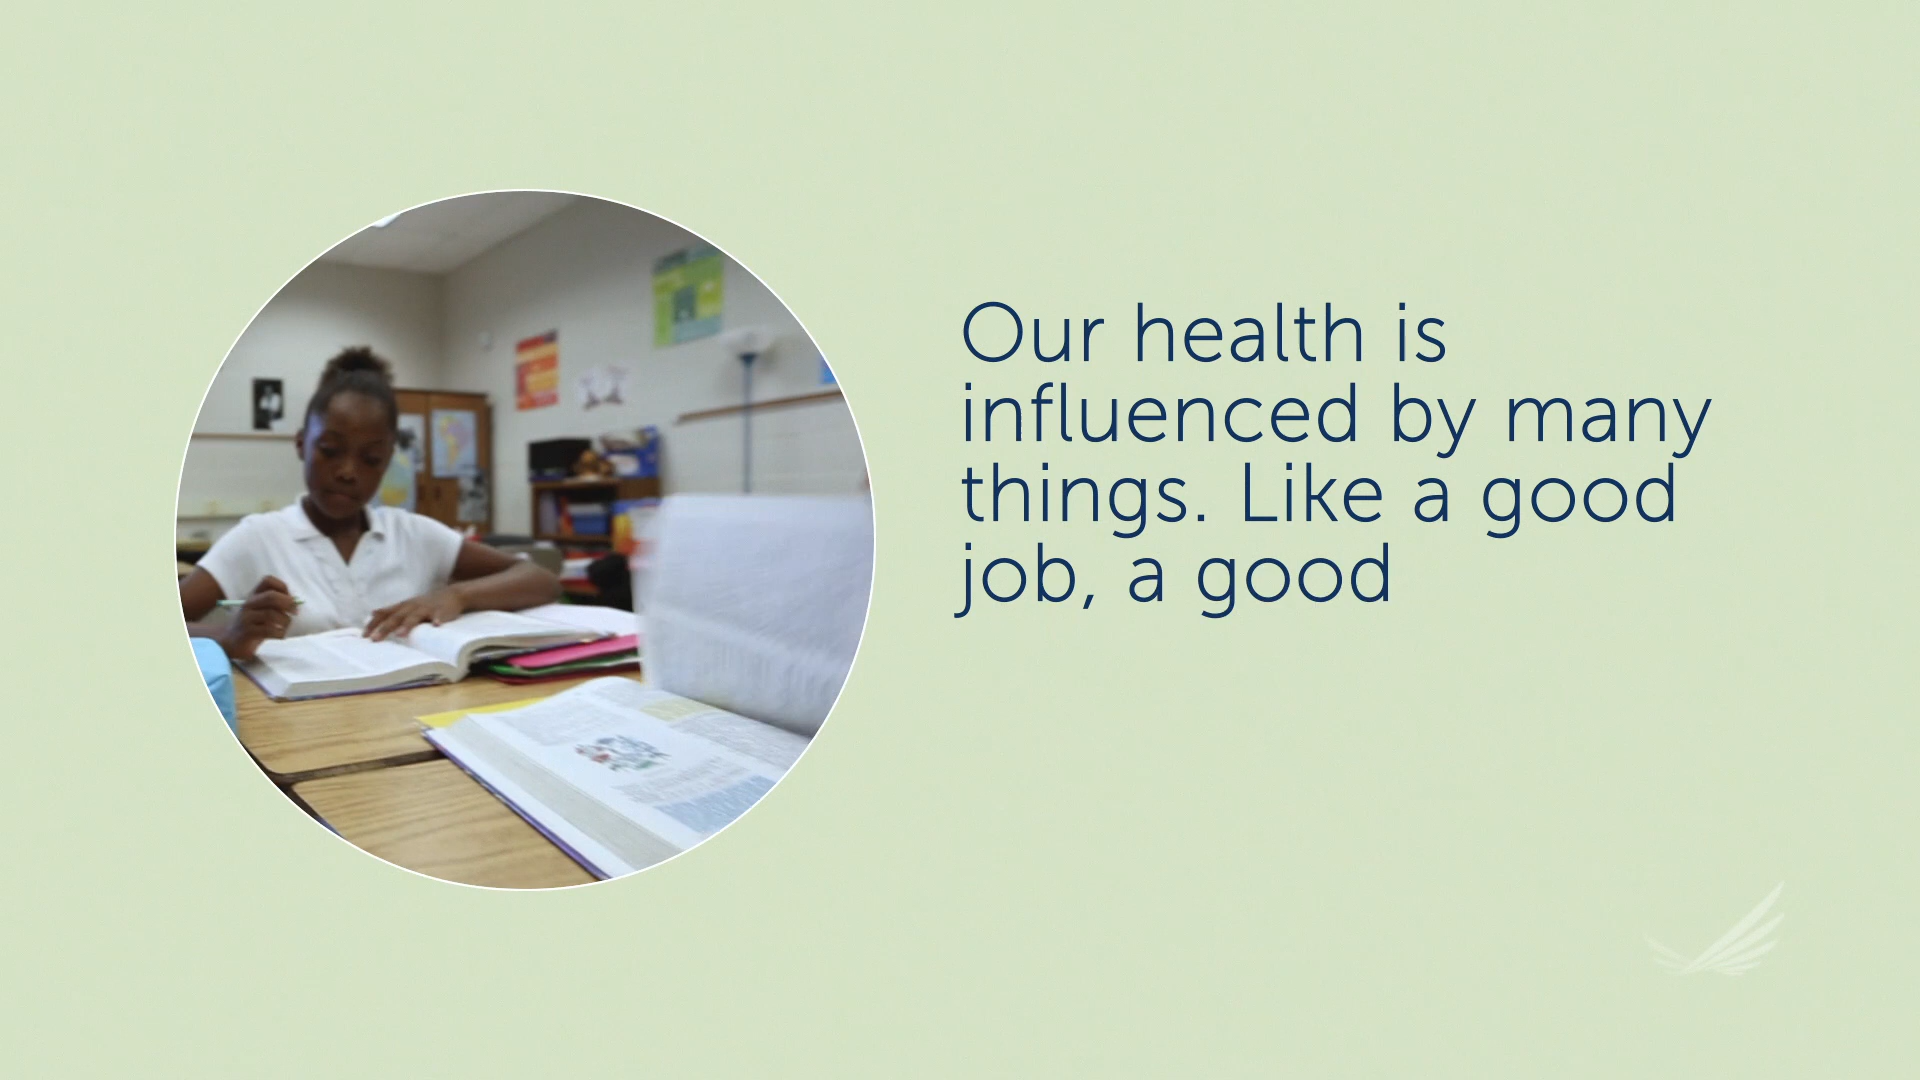 Our health is
influenced by many
things. Like a good
job, a good